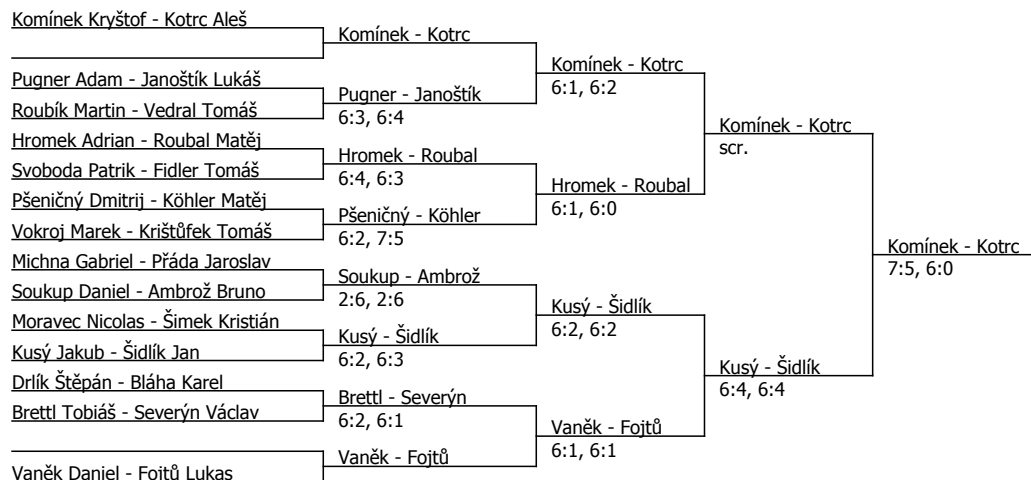 Komínek Kryštof - Kotrc Aleš
Pugner Adam - Janoštík Lukáš
Roubík Martin - Vedral Tomáš
Hromek Adrian - Roubal Matěj
Svoboda Patrik - Fidler Tomáš
Pšeničný Dmitrij - Köhler Matěj
Vokroj Marek - Krištůfek Tomáš
Michna Gabriel - Přáda Jaroslav
Soukup Daniel - Ambrož Bruno
Moravec Nicolas - Šimek Kristián
Kusý Jakub - Šidlík Jan
Drlík Štěpán - Bláha Karel
Brettl Tobiáš - Severýn Václav
Vaněk Daniel - Fojtů Lukas
Komínek - Kotrc
Pugner - Janoštík
6:3, 6:4
Hromek - Roubal
6:4, 6:3
Pšeničný - Köhler
6:2, 7:5
Soukup - Ambrož
2:6, 2:6
Kusý - Šidlík
6:2, 6:3
Brettl - Severýn
6:2, 6:1
Vaněk - Fojtů
Komínek - Kotrc
6:1, 6:2
Hromek - Roubal
6:1, 6:0
Kusý - Šidlík
6:2, 6:2
Vaněk - Fojtů
6:1, 6:1
Komínek - Kotrc
scr.
Kusý - Šidlík
6:4, 6:4
Komínek - Kotrc
7:5, 6:0